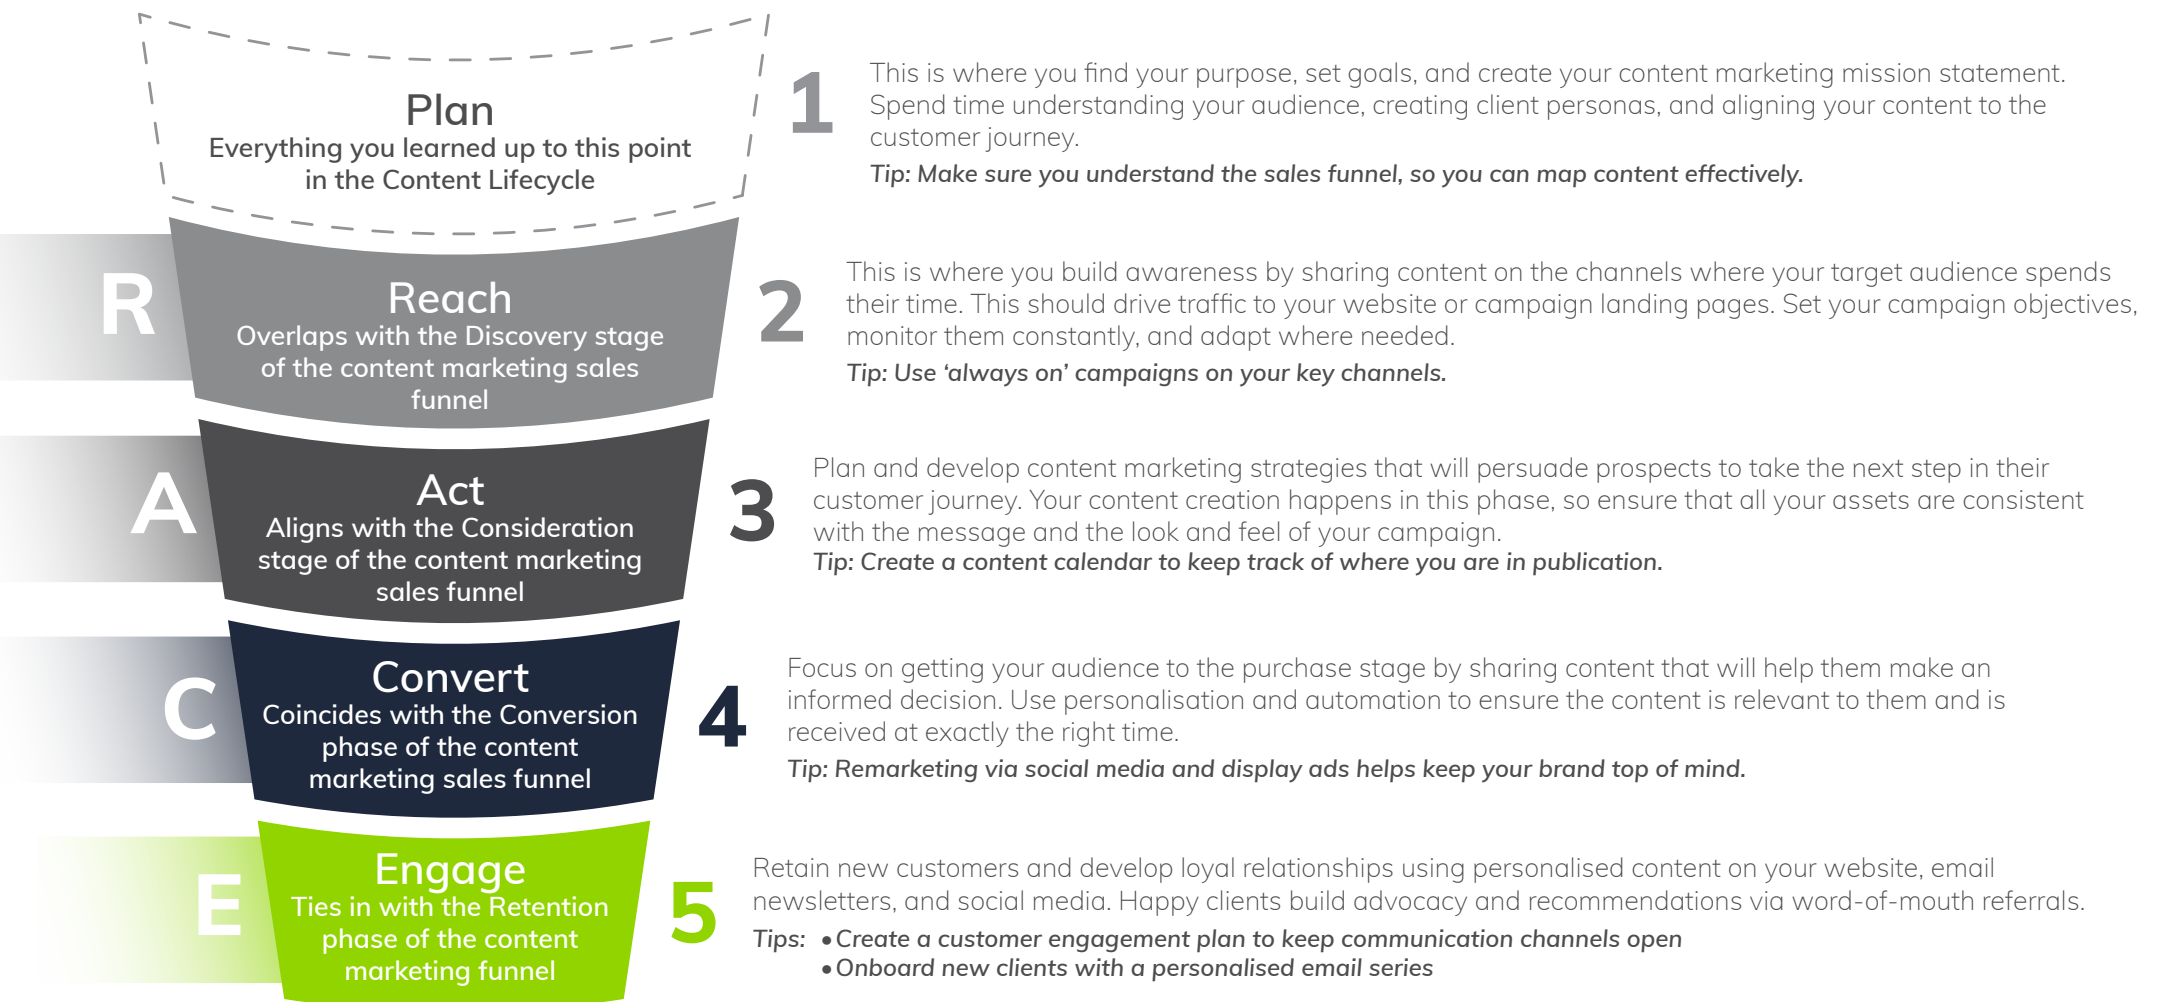 Plan
Everything you learned up to this point
in the Content Lifecycle
1
This is where you find your purpose, set goals, and create your content marketing mission statement.
Spend time understanding your audience, creating client personas, and aligning your content to the
customer journey.
Tip: Make sure you understand the sales funnel, so you can map content effectively.
R
Reach
Overlaps with the Discovery stage
of the content marketing sales
funnel
2
This is where you build awareness by sharing content on the channels where your target audience spends
their time. This should drive traffic to your website or campaign landing pages. Set your campaign objectives,
monitor them constantly, and adapt where needed.
Tip: Use ‘always on’ campaigns on your key channels.
A
Act
Aligns with the Consideration
stage of the content marketing
sales funnel
3
Plan and develop content marketing strategies that will persuade prospects to take the next step in their
customer journey. Your content creation happens in this phase, so ensure that all your assets are consistent
with the message and the look and feel of your campaign.
Tip: Create a content calendar to keep track of where you are in publication.
C
Convert
Coincides with the Conversion
phase of the content
marketing sales funnel
4
Focus on getting your audience to the purchase stage by sharing content that will help them make an
informed decision. Use personalisation and automation to ensure the content is relevant to them and is
received at exactly the right time.
Tip: Remarketing via social media and display ads helps keep your brand top of mind.
E
Engage
Ties in with the Retention
phase of the content
marketing funnel
5
Retain new customers and develop loyal relationships using personalised content on your website, email
newsletters, and social media. Happy clients build advocacy and recommendations via word-of-mouth referrals.
Tips: • Create a customer engagement plan to keep communication channels open
• Onboard new clients with a personalised email series